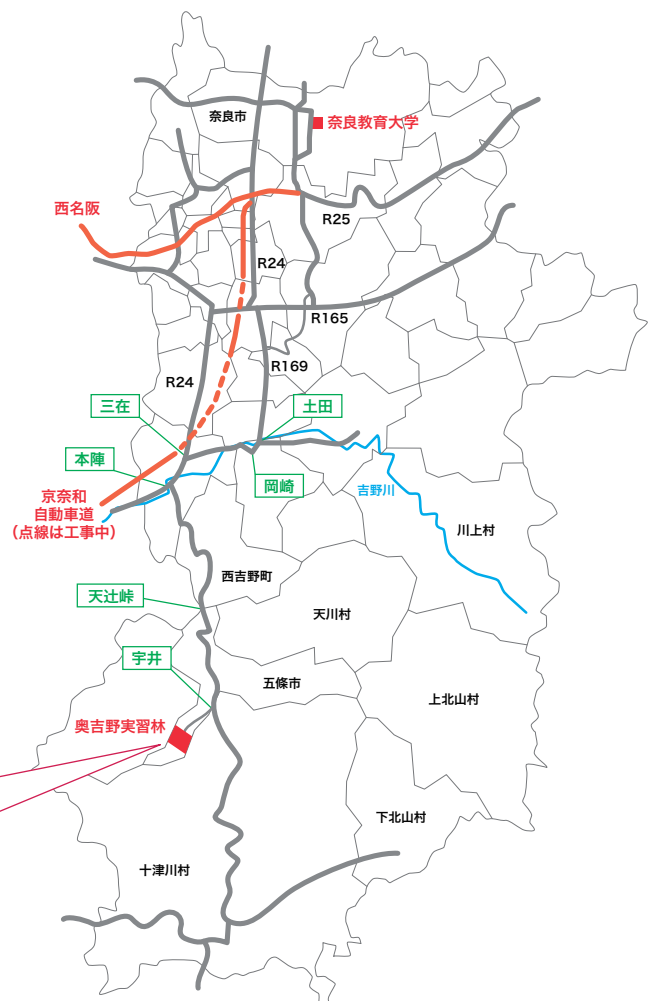 奈良市
奈良教育大学
西名阪
R25
R24
R165
R169
R24
三在
土田
本陣
岡崎
吉野川
京奈和
自動車道
（点線は工事中）
川上村
西吉野町
天辻峠
天川村
宇井
五條市
上北山村
奥吉野実習林
下北山村
十津川村